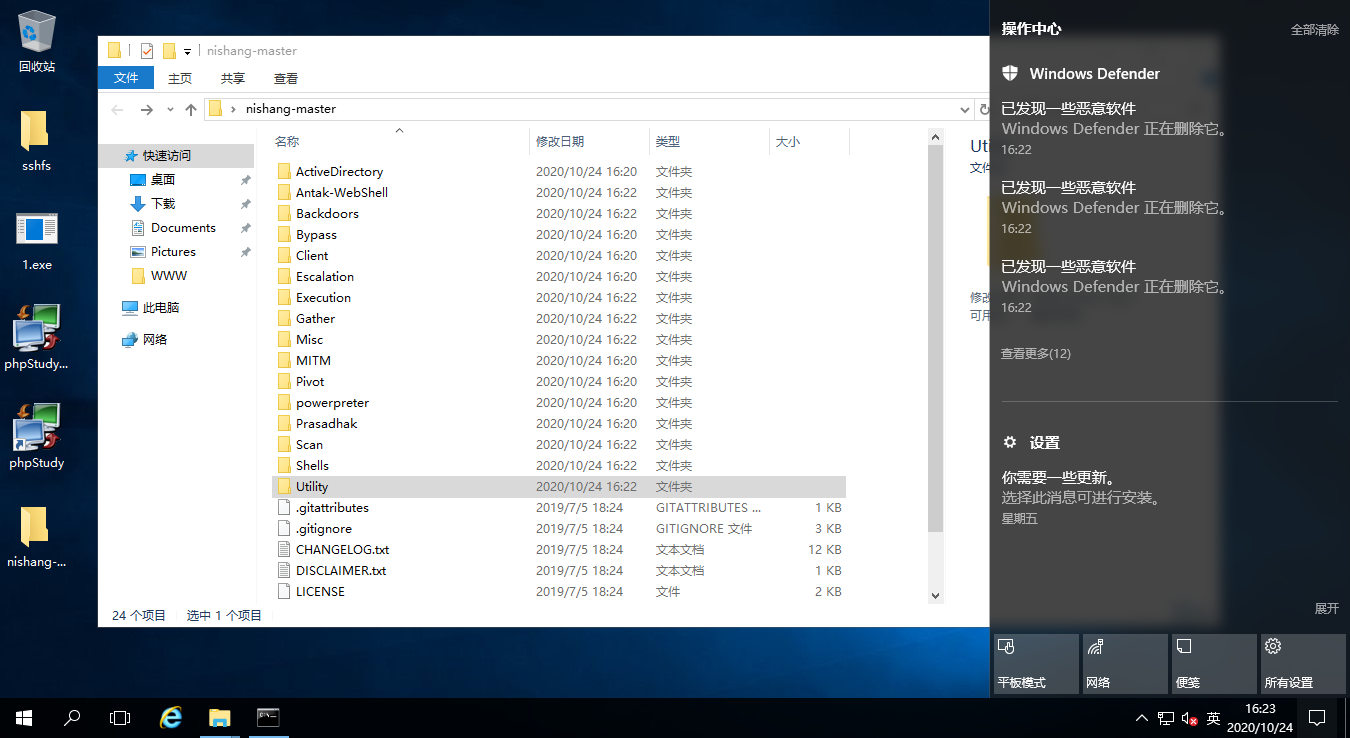 回收站
sshfs
1.exe
phpStudy...
phpStudy
nishang-...
nishang-master
文件 主页 共享 查看
nishang-master
快速访问
桌面
下载
Documents
Pictures
WWW
此电脑
网络
名称 修改日期 类型 大小
ActiveDirectory 2020/10/24 16:20 文件夹
Antak-WebShell 2020/10/24 16:22 文件夹
Backdoors 2020/10/24 16:22 文件夹
Bypass 2020/10/24 16:20 文件夹
Client 2020/10/24 16:20 文件夹
Escalation 2020/10/24 16:20 文件夹
Execution 2020/10/24 16:22 文件夹
Gather 2020/10/24 16:22 文件夹
Misc 2020/10/24 16:22 文件夹
MITM 2020/10/24 16:20 文件夹
Pivot 2020/10/24 16:20 文件夹
powerpreter 2020/10/24 16:20 文件夹
Prasadhak 2020/10/24 16:20 文件夹
Scan 2020/10/24 16:22 文件夹
Shells 2020/10/24 16:22 文件夹
Utility 2020/10/24 16:22 文件夹
.gitattributes 2019/7/5 18:24 GITATTRIBUTES ... 1 KB
.gitignore 2019/7/5 18:24 GITIGNORE 文件 3 KB
CHANGELOG.txt 2019/7/5 18:24 文本文档 12 KB
DISCLAIMER.txt 2019/7/5 18:24 文本文档 1 KB
LICENSE 2019/7/5 18:24 文件 2 KB
24 个项目 选中 1 个项目
Uti
文件
修改
可用
操作中心 全部清除
Windows Defender
已发现一些恶意软件
Windows Defender 正在删除它。
16:22
已发现一些恶意软件
Windows Defender 正在删除它。
16:22
已发现一些恶意软件
Windows Defender 正在删除它。
16:22
查看更多(12)
设置
你需要一些更新。
选择此消息可进行安装。
星期五
展开
平板模式 网络 便笺 所有设置
英
16:23
2020/10/24